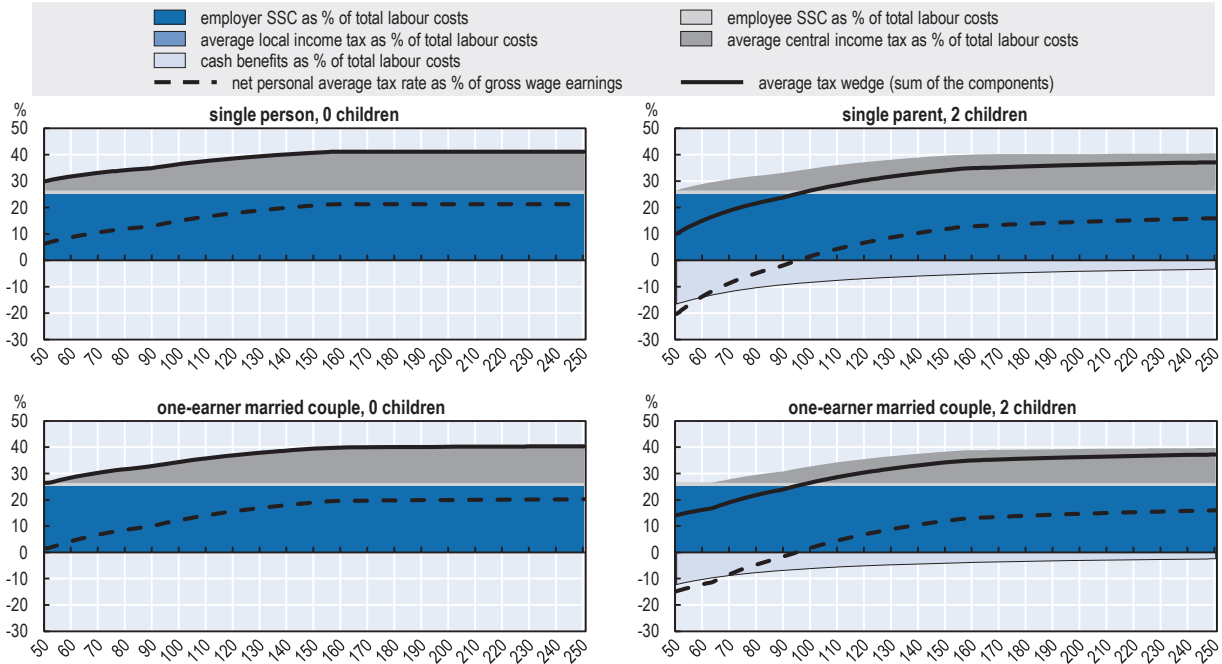 employer SSC as % of total labour costs
employee SSC as % of total labour costs
average local income tax as % of total labour costs
average central income tax as % of total labour costs
cash benefits as % of total labour costs
net personal average tax rate as % of gross wage earnings
average tax wedge (sum of the components)
%
single person, 0 children
50
40
30
20
10
0
-10
-20
-30
50 60 70 80 90 100 110 120 130 140 150 160 170 180 190 200 210 220 230 240 250
%
single parent, 2 children
50
40
30
20
10
0
-10
-20
-30
50 60 70 80 90 100 110 120 130 140 150 160 170 180 190 200 210 220 230 240 250
%
one-earner married couple, 0 children
50
40
30
20
10
0
-10
-20
-30
50 60 70 80 90 100 110 120 130 140 150 160 170 180 190 200 210 220 230 240 250
%
one-earner married couple, 2 children
50
40
30
20
10
0
-10
-20
-30
50 60 70 80 90 100 110 120 130 140 150 160 170 180 190 200 210 220 230 240 250